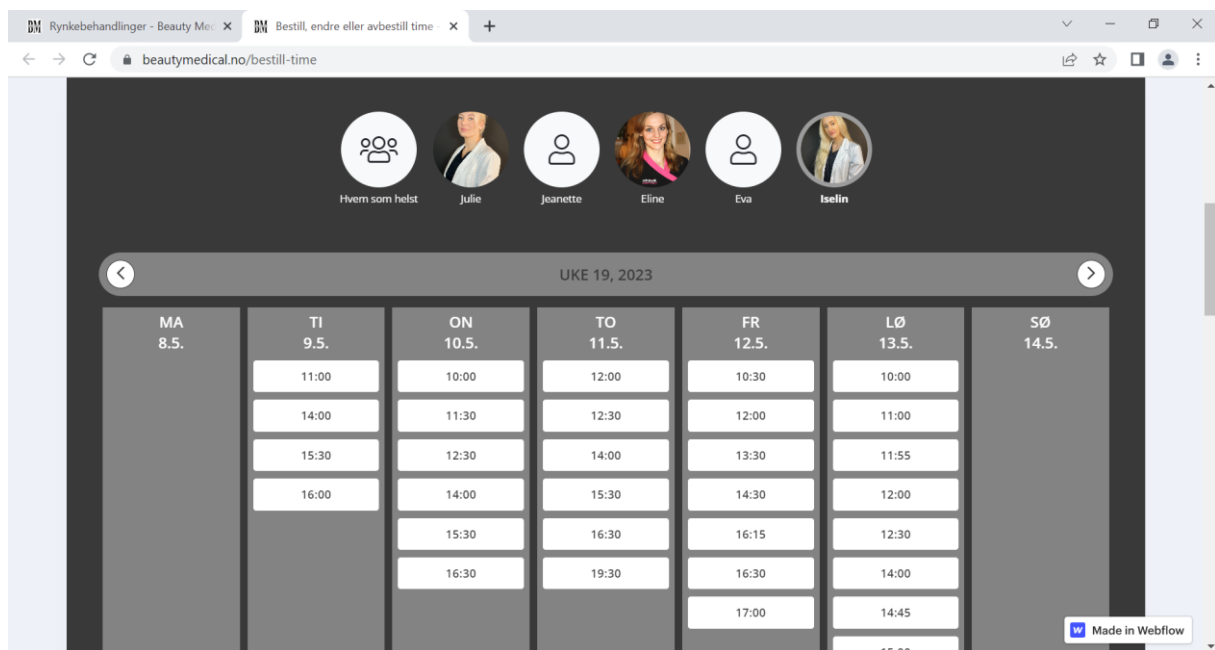 BM Rynkebehandlinger - Beauty Med
BM Bestill, endre eller avbestill time -
beautymedical.no/bestill-time
Hvem som helst
Julie
Jeanette
Eline
Eva
Iselin
UKE 19, 2023
MA
8.5.
TI
9.5.
11:00
14:00
15:30
16:00
ON
10.5.
10:00
11:30
12:30
14:00
15:30
16:30
TO
11.5.
12:00
12:30
14:00
15:30
16:30
19:30
FR
12.5.
10:30
12:00
13:30
14:30
16:15
16:30
17:00
LØ
13.5.
10:00
11:00
11:55
12:00
12:30
14:00
14:45
SØ
14.5.
Made in Webflow